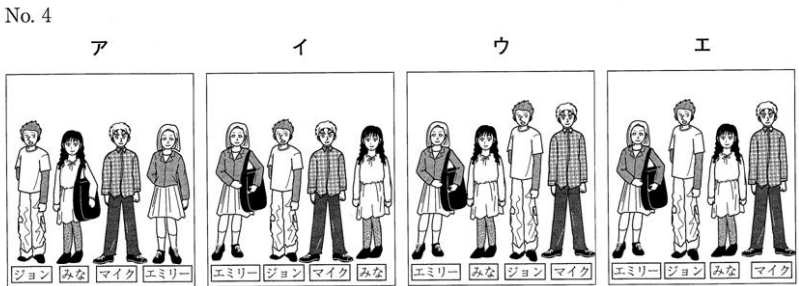 No. 4
ア イ ウ エ
ジョン みな マイク エミリー
エミリー ジョン マイク みな
エミリー みな ジョン マイク
エミリー ジョン みな マイク